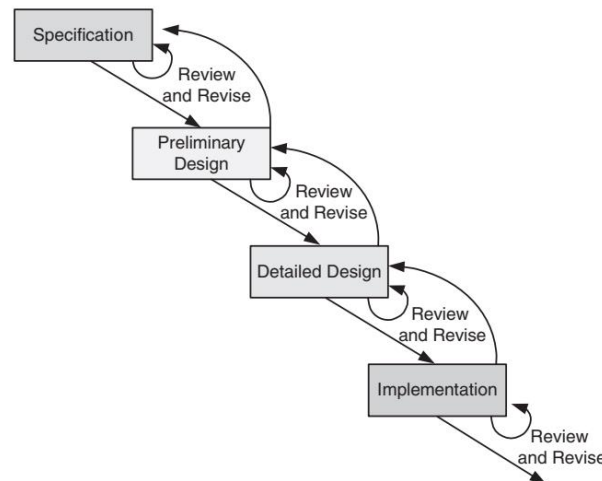 Specification
Review
and Revise
Preliminary
Design
Review
and Revise
Detailed Design
Review
and Revise
Implementation
Review
and Revise